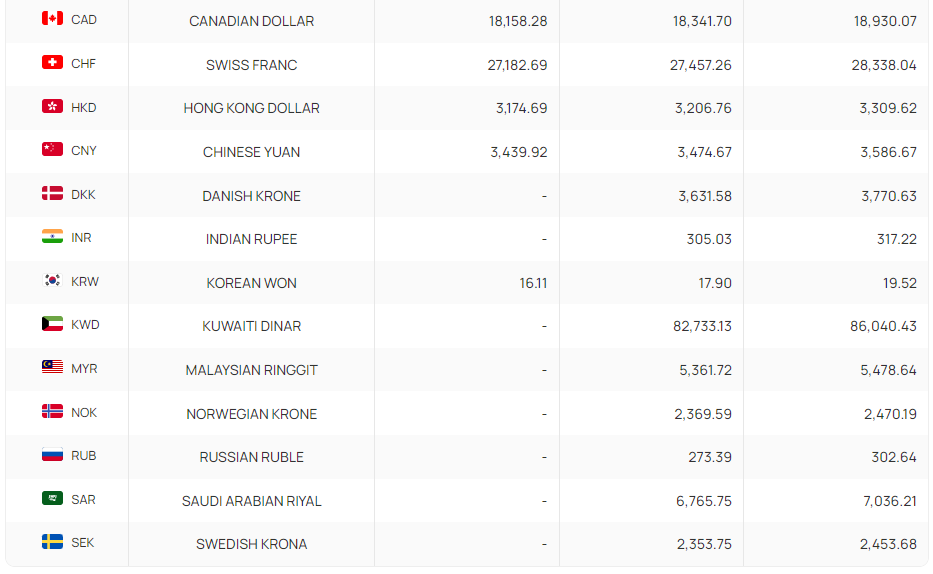 CAD CANADIAN DOLLAR 18,158.28 18,341.70 18,930.07
CHF SWISS FRANC 27,182.69 27,457.26 28,338.04
HKD HONG KONG DOLLAR 3,174.69 3,206.76 3,309.62
CNY CHINESE YUAN 3,439.92 3,474.67 3,586.67
DKK DANISH KRONE - 3,631.58 3,770.63
INR INDIAN RUPEE - 305.03 317.22
KRW KOREAN WON 16.11 17.90 19.52
KWD KUWAITI DINAR - 82,733.13 86,040.43
MYR MALAYSIAN RINGGIT - 5,361.72 5,478.64
NOK NORWEGIAN KRONE - 2,369.59 2,470.19
RUB RUSSIAN RUBLE - 273.39 302.64
SAR SAUDI ARABIAN RIYAL - 6,765.75 7,036.21
SEK SWEDISH KRONA - 2,353.75 2,453.68